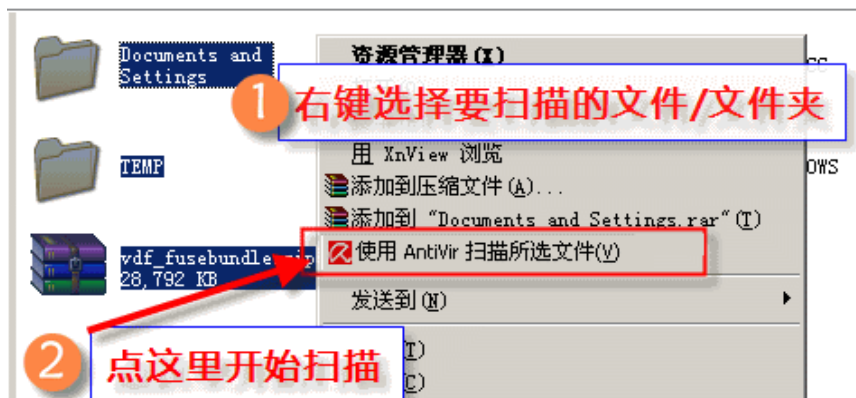 Documents and
Settings
资源管理器(X)
1 右键选择要扫描的文件/文件夹
TEMP
用 XnView 浏览
OWS
添加到压缩文件(A)...
添加到 "Documents and Settings.rar"(T)
使用 AntiVir 扫描所选文件(V)
vdf_fusebundle.zip
28,792 KB
发送到(N)
2 点这里开始扫描
T)
C)